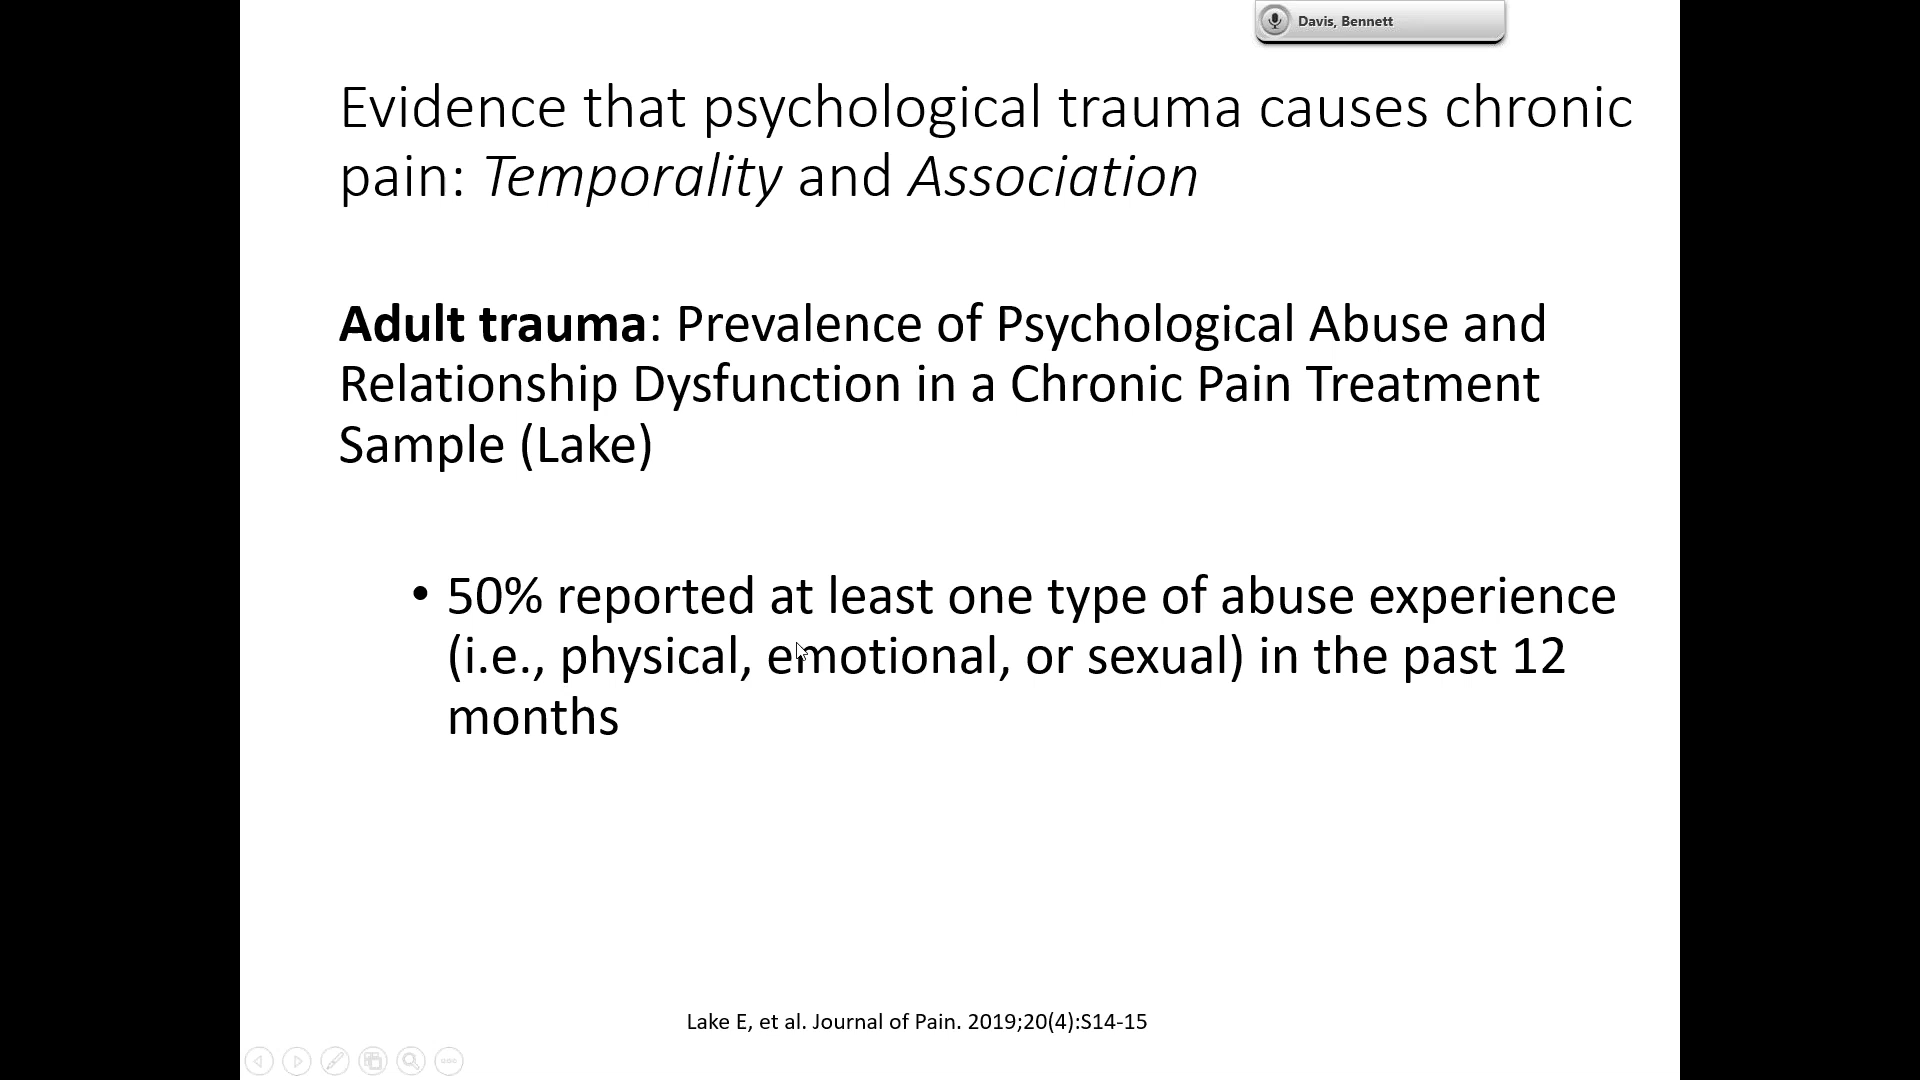 Davis, Bennett
Evidence that psychological trauma causes chronic
pain: Temporality and Association
Adult trauma: Prevalence of Psychological Abuse and
Relationship Dysfunction in a Chronic Pain Treatment
Sample (Lake)
• 50% reported at least one type of abuse experience
(i.e., physical, emotional, or sexual) in the past 12
months
Lake E, et al. Journal of Pain. 2019;20(4):S14-15